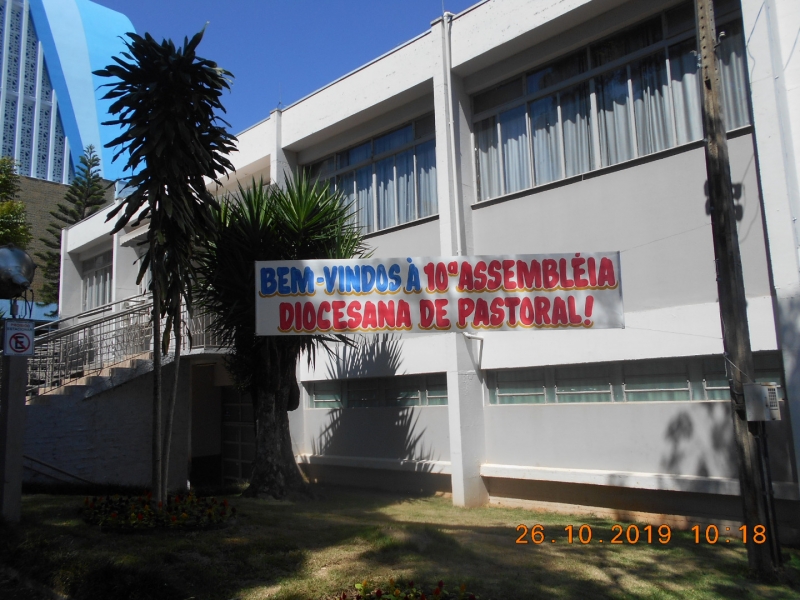 BEM-VINDOS À 10ª ASSEMBLÉIA
DIOCESANA DE PASTORAL!
E
26.10.2019 10:18